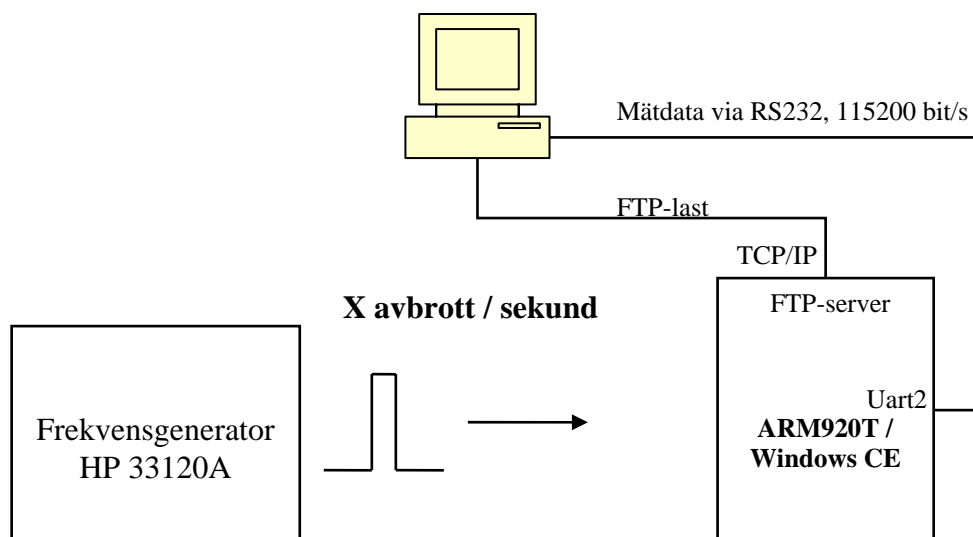 Mätdata via RS232, 115200 bit/s
FTP-last
TCP/IP
X avbrott / sekund
FTP-server
Frekvensgenerator
HP 33120A
Uart2
ARM920T /
Windows CE